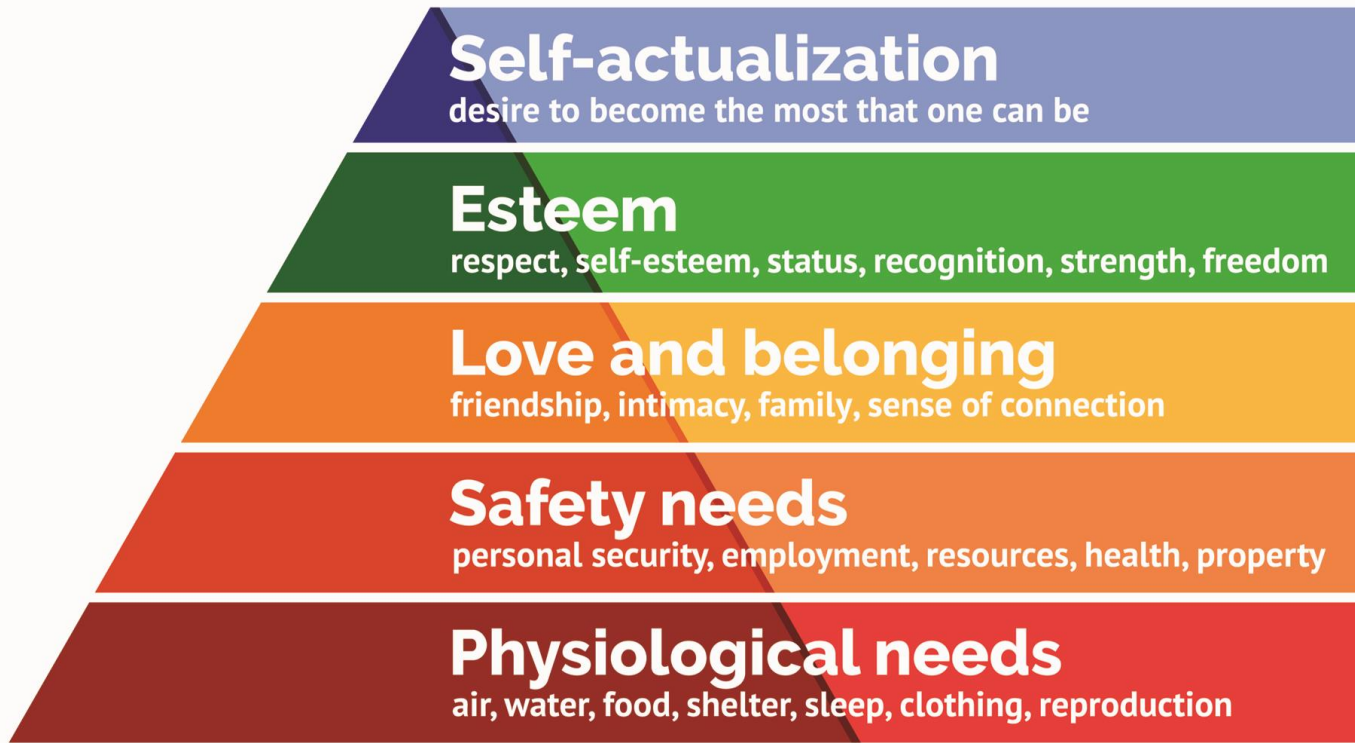 Self-actualization
desire to become the most that one can be
Esteem
respect, self-esteem, status, recognition, strength, freedom
Love and belonging
friendship, intimacy, family, sense of connection
Safety needs
personal security, employment, resources, health, property
Physiological needs
air, water, food, shelter, sleep, clothing, reproduction